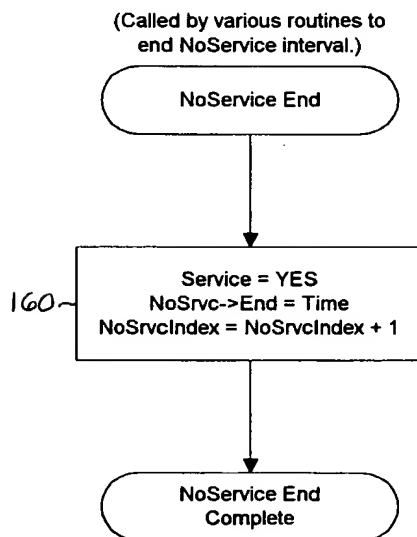 (Called by various routines to
end NoService interval.)
NoService End
160
Service = YES
NoSrvc->End = Time
NoSrvcIndex = NoSrvcIndex + 1
NoService End
Complete